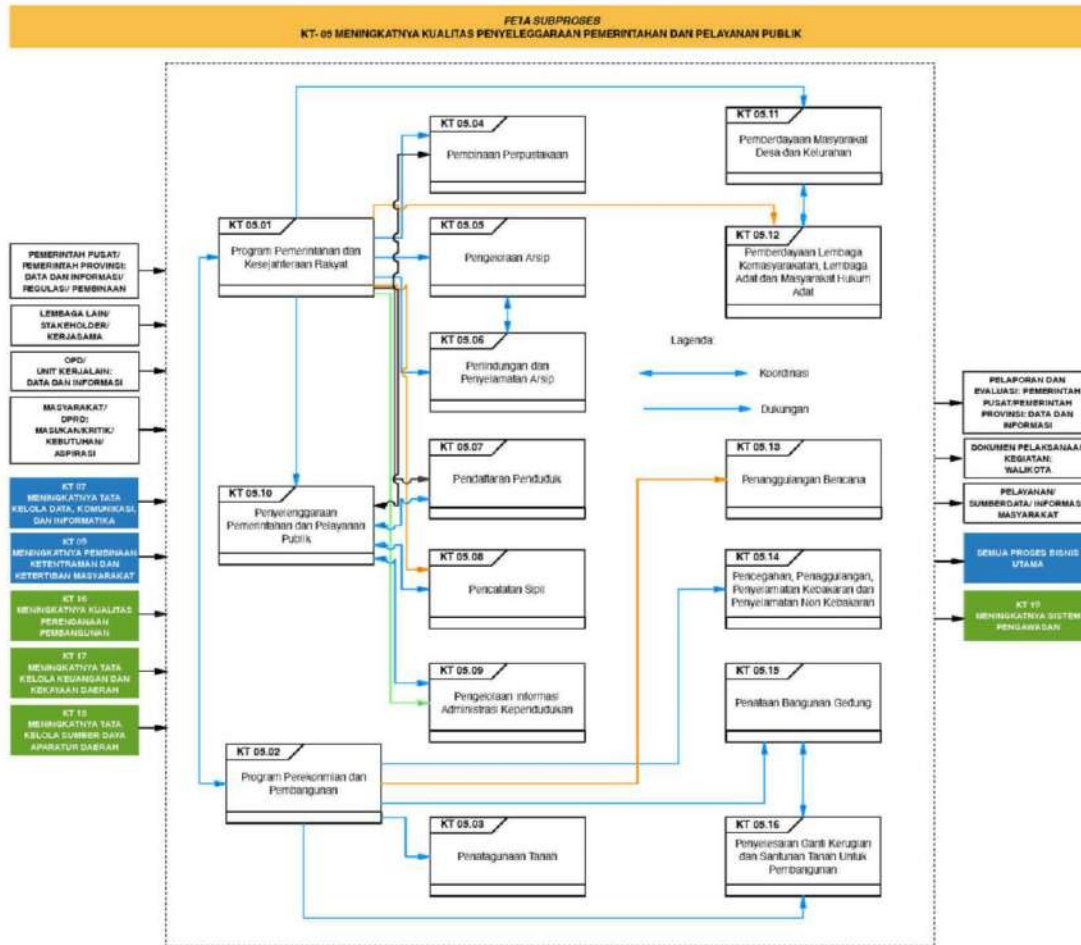 PETA SUBPROSES
KT- 05 MENINGKATNYA KUALITAS PENYELEGGARAAN PEMERINTAHAN DAN PELAYANAN PUBLIK
PEMERINTAH PUSAT/
PEMERINTAH PROVINSI:
DATA DAN INFORMASI/
REGULASI/ PEMBINAAN
LEMBAGA LAIN/
STAKEHOLDER/
KERJASAMA
OPD/
UNIT KERJALAIN:
DATA DAN INFORMASI
MASYARAKAT/
DPRD:
MASUKAN/KRITIK/
KEBUTUHAN/
ASPIRASI
KT 07
MENINGKATNYA TATA
KELOLA DATA, KOMUNIKASI,
DAN INFORMATIKA
KT 09
MENINGKATNYA PEMBINAAN
KETENTRAMAN DAN
KETERTIBAN MASYARAKAT
KT 16
MENINGKATNYA KUALITAS
PERENCANAAN
PEMBANGUNAN
KT 17
MENINGKATNYA TATA
KELOLA KEUANGAN DAN
KEKAYAAN DAERAH
KT 18
MENINGKATNYA TATA
KELOLA SUMBER DAYA
APARATUR DAERAH
KT 05.01
Program Pemerintahan dan
Kesejahteraan Rakyat
KT 05.10
Penyelenggaraan
Pemerintahan dan Pelayanan
Publik
KT 05.02
Program Perekonmian dan
Pembangunan
KT 05.04
Pembinaan Perpustakaan
KT 05.05
Pengelolaan Arsip
KT 05.06
Perlindungan dan
Penyelamatan Arsip
KT 05.07
Pendaftaran Penduduk
KT 05.08
Pencatatan Sipil
KT 05.09
Pengelolaan Informasi
Administrasi Kependudukan
KT 05.03
Penatagunaan Tanah
KT 05.11
Pemberdayaan Masyarakat
Desa dan Kelurahan
KT 05.12
Pemberdayaan Lembaga
Kemasyarakatan, Lembaga
Adat dan Masyarakat Hukum
Adat
Lagenda:
Koordinasi
Dukungan
KT 05.13
Penanggulangan Bencana
KT 05.14
Pencegahan, Penaggulangan,
Penyelamatan Kebakaran dan
Penyelamatan Non Kebakaran
KT 05.15
Penataan Bangunan Gedung
KT 05.16
Penyelesaian Ganti Kerugian
dan Santunan Tanah Untuk
Pembangunan
PELAPORAN DAN
EVALUASI: PEMERINTAH
PUSAT/PEMERINTAH
PROVINSI: DATA DAN
INFORMASI
DOKUMEN PELAKSANAAN
KEGIATAN:
WALIKOTA
PELAYANAN/
SUMBERDATA/ INFORMASI
MASYARAKAT
SEMUA PROSES BISNIS
UTAMA
KT 19
MENINGKATNYA SISTEM
PENGAWASAN